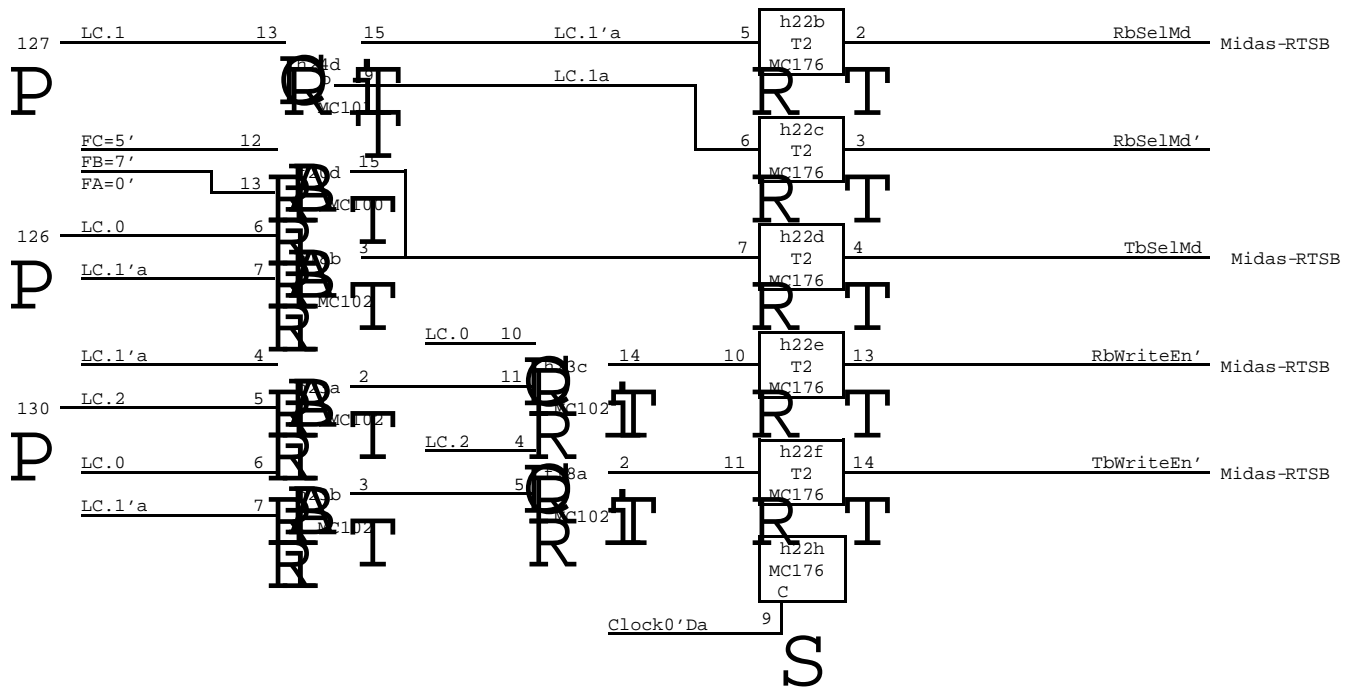 h22b
LC.1 13 15 LC.1'a 5 T2 2 RbSelMd
127 MC176 Midas-RTSB
P R T
LC.1a
h22c
FC=5' 12 6 T2 3 RbSelMd'
FB=7' 15 MC176
FA=0' 13 R T
LC.0 6 h22d
126 3 7 T2 4 TbSelMd Midas-RTSB
P LC.1'a 7 MC176
MC102 T R T
LC.0 10 h22e
LC.1'a 4 14 10 T2 13 RbWriteEn' Midas-RTSB
2 11 MC176
130 LC.2 5 MC102 R T
P LC.2 4 h22f
LC.0 6 2 11 T2 14 TbWriteEn' Midas-RTSB
3 5 MC176
LC.1'a 7 MC102 R T
h22h
MC176
C
Clock0'Da 9
S